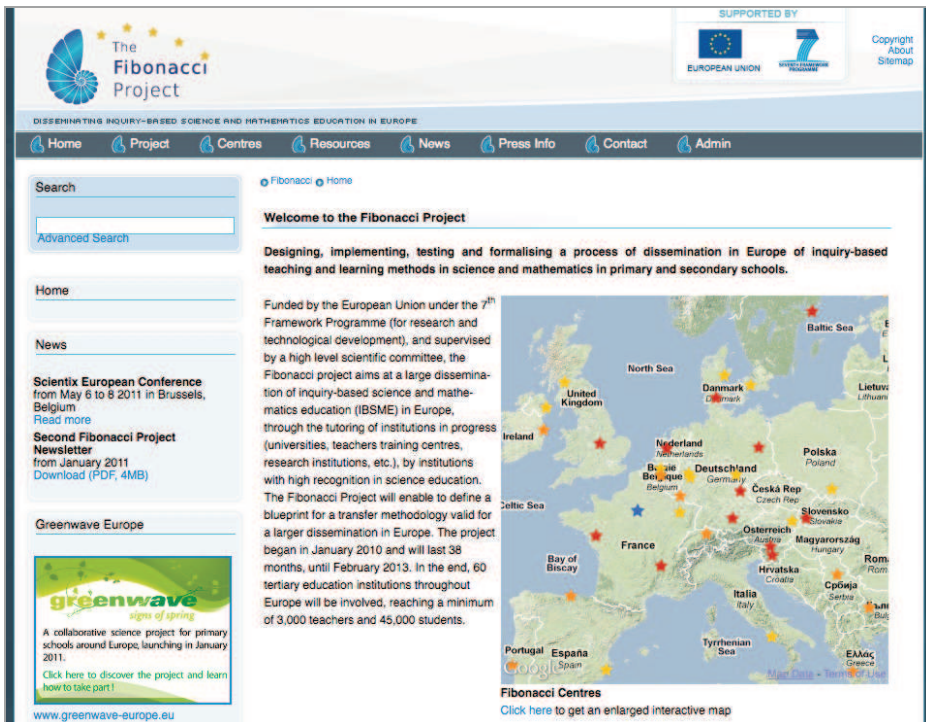 SUPPORTED BY
The
Fibonacci
Project
EUROPEAN UNION
SEVENTH FRAMEWORK
PROGRAMME
Copyright
About
Sitemap
DISSEMINATING INQUIRY-BASED SCIENCE AND MATHEMATICS EDUCATION IN EUROPE
Home Project Centres Resources News Press Info Contact Admin
Search
Advanced Search
Home
News
Scientix European Conference
from May 6 to 8 2011 in Brussels,
Belgium
Read more
Second Fibonacci Project
Newsletter
from January 2011
Download (PDF, 4MB)
Greenwave Europe
greenwave
signs of spring
A collaborative science project for primary
schools around Europe, launching in January
2011.
Click here to discover the project and learn
how to take part !
www.greenwave-europe.eu
Fibonacci Home
Welcome to the Fibonacci Project
Designing, implementing, testing and formalising a process of dissemination in Europe of inquiry-based
teaching and learning methods in science and mathematics in primary and secondary schools.
Funded by the European Union under the 7th
Framework Programme (for research and
technological development), and supervised
by a high level scientific committee, the
Fibonacci project aims at a large dissemina-
tion of inquiry-based science and mathe-
matics education (IBSME) in Europe,
through the tutoring of institutions in progress
(universities, teachers training centres,
research institutions, etc.), by institutions
with high recognition in science education.
The Fibonacci Project will enable to define a
blueprint for a transfer methodology valid for
a larger dissemination in Europe. The project
began in January 2010 and will last 38
months, until February 2013. In the end, 60
tertiary education institutions throughout
Europe will be involved, reaching a minimum
of 3,000 teachers and 45,000 students.
Baltic Sea
North Sea
Danmark
United
Kingdom
Ireland
Nederland
Netherlands
Polska
Poland
Deutschland
Germany
Belgium
Česká Rep
Czech Rep
Celtic Sea
Slovensko
Slovakia
Österreich
Austria
Magyarország
Hungary
France
Bay of
Biscay
Hrvatska
Croatia
Србија
Serbia
Italia
Italy
Tyrrhenian
Sea
Portugal España
Spain
Ελλάς
Greece
Google
Map Data - Terms of Use
Fibonacci Centres
Click here to get an enlarged interactive map